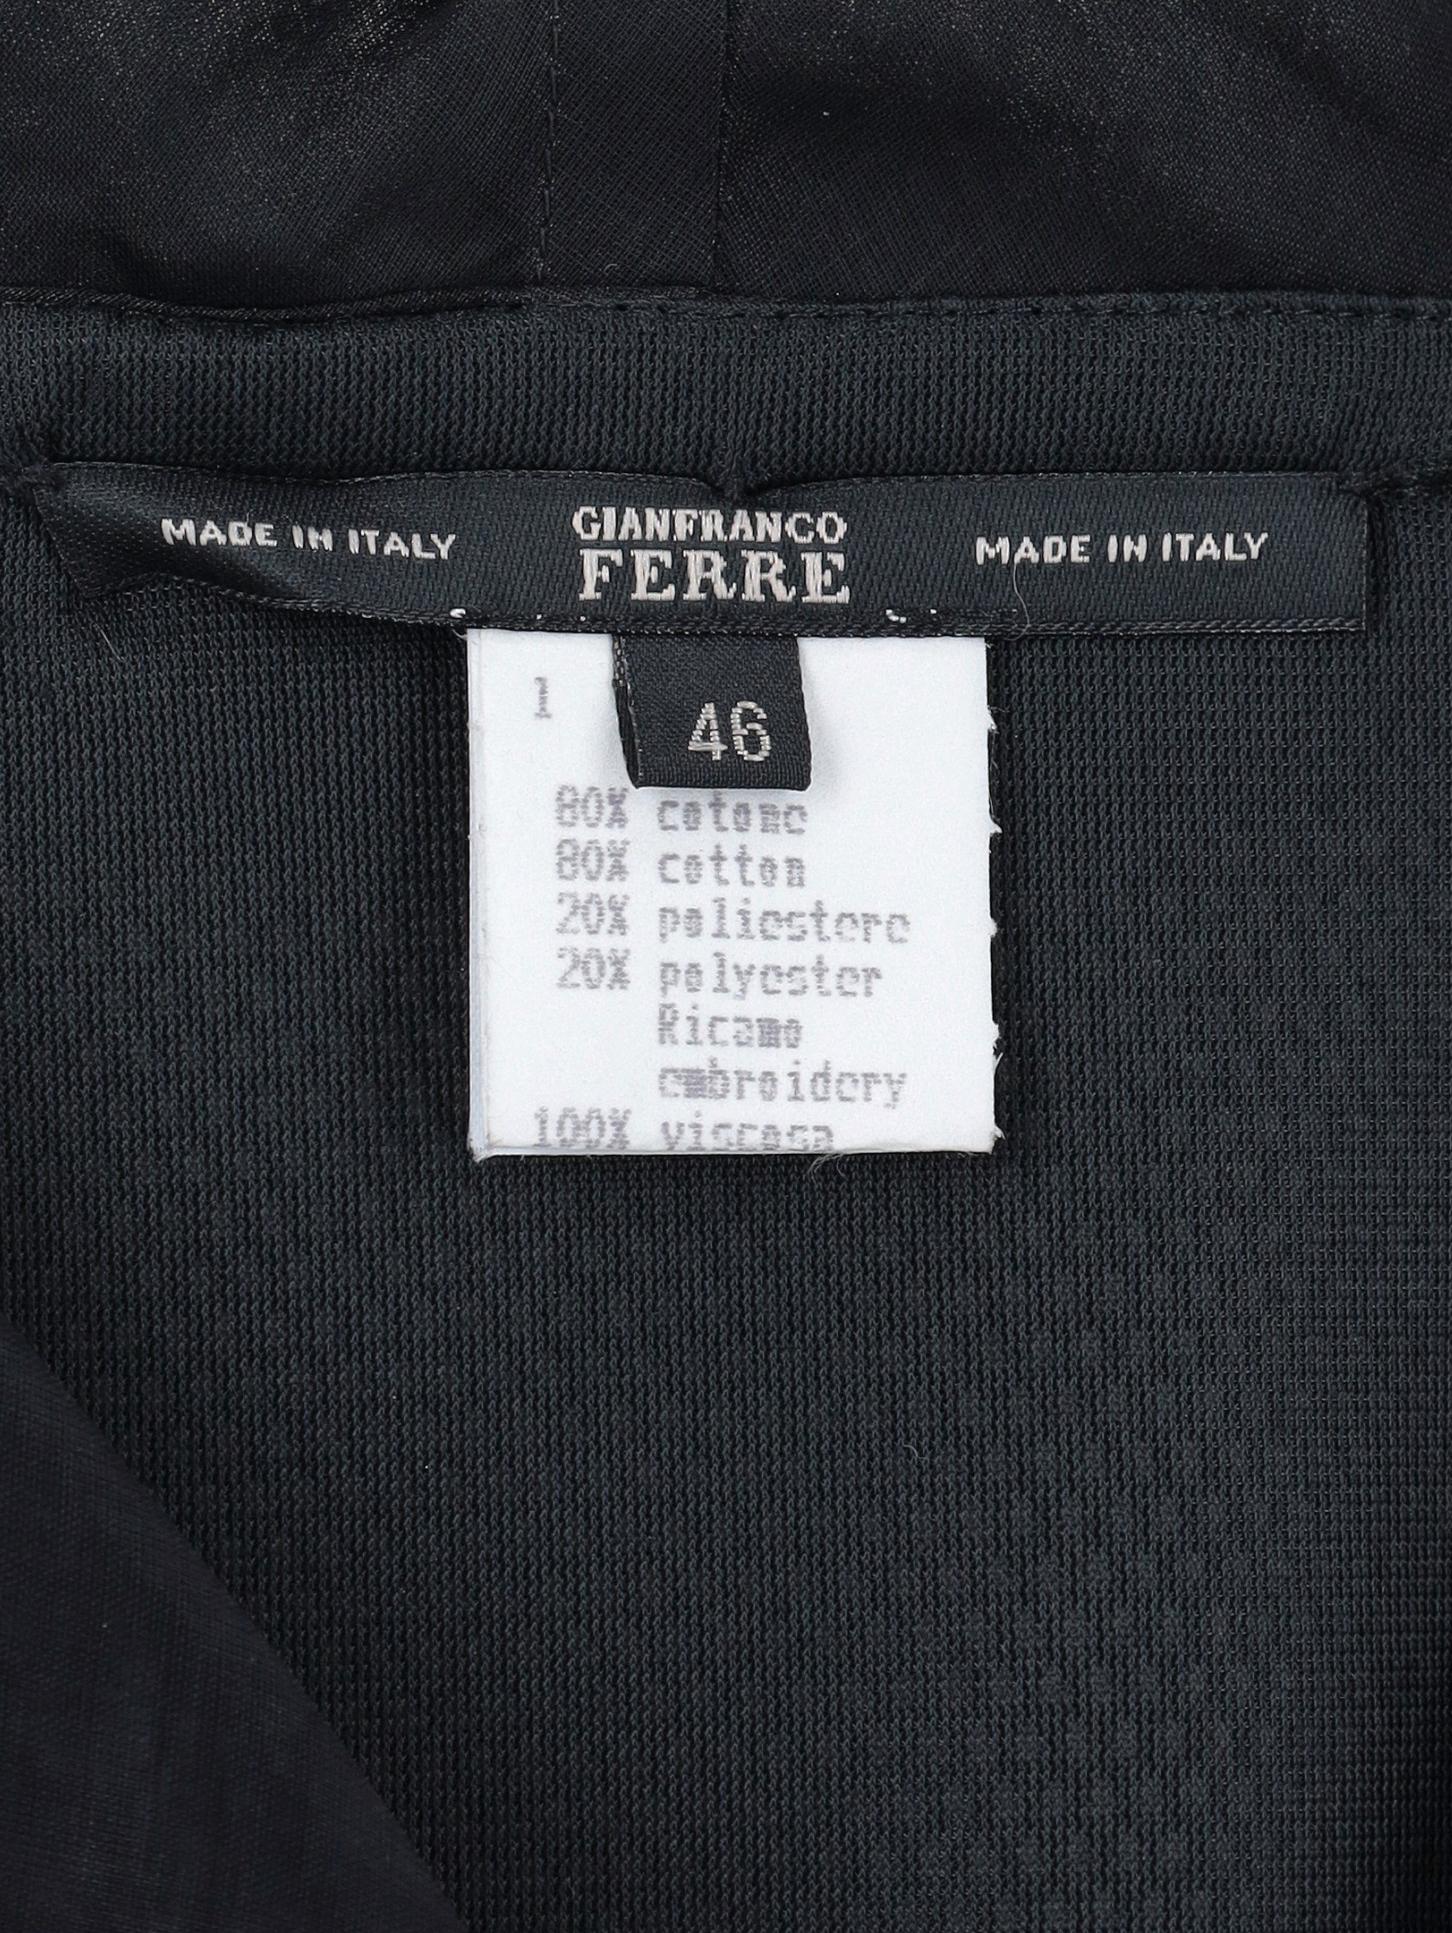 MADE IN ITALY
GIANFRANCO
FERRE
MADE IN ITALY
1
46
80% cotone
80% cotton
20% poliestere
20% polyester
Ricamo
embroidery
100% viscosa